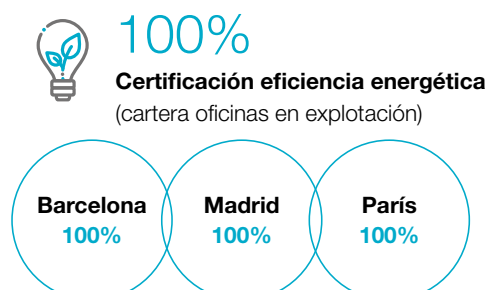 100%
Certificación eficiencia energética
(cartera oficinas en explotación)
Barcelona
100%
Madrid
100%
París
100%